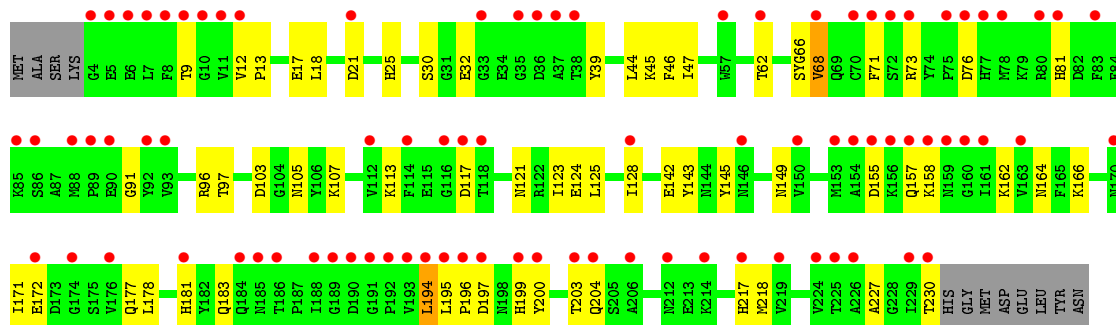 MET ALA SER LYS G4 E5 E6 L7 F8 T9 G10 V11 V12 P13 E17 L18 D21 H25 S30 G31 E32 G33 E34 G35 D36 A37 T38 Y39 L44 K45 F46 I47 W57 T62 SYG66 V68 Q69 C70 F71 S72 R73 Y74 P75 D76 H77 M78 K79 R80 H81 D82 F83 F84
K85 S86 A87 M88 P89 E90 G91 Y92 V93 R96 T97 D103 G104 N105 Y106 K107 V112 K113 F114 E115 G116 D117 T118 N121 R122 I123 E124 L125 I128 E142 Y143 N144 Y145 N146 N149 V150 M153 A154 D155 K156 Q157 K158 N159 G160 I161 K162 V163 N164 F165 K166 N170
I171 E172 D173 G174 S175 V176 Q177 L178 H181 Y182 Q183 Q184 N185 T186 P187 I188 G189 D190 G191 P192 V193 L194 L195 P196 D197 N198 H199 Y200 T203 Q204 S205 A206 N212 E213 K214 H217 M218 V219 V224 T225 A226 A227 G228 I229 T230 HIS GLY MET ASP GLU LEU TYR ASN